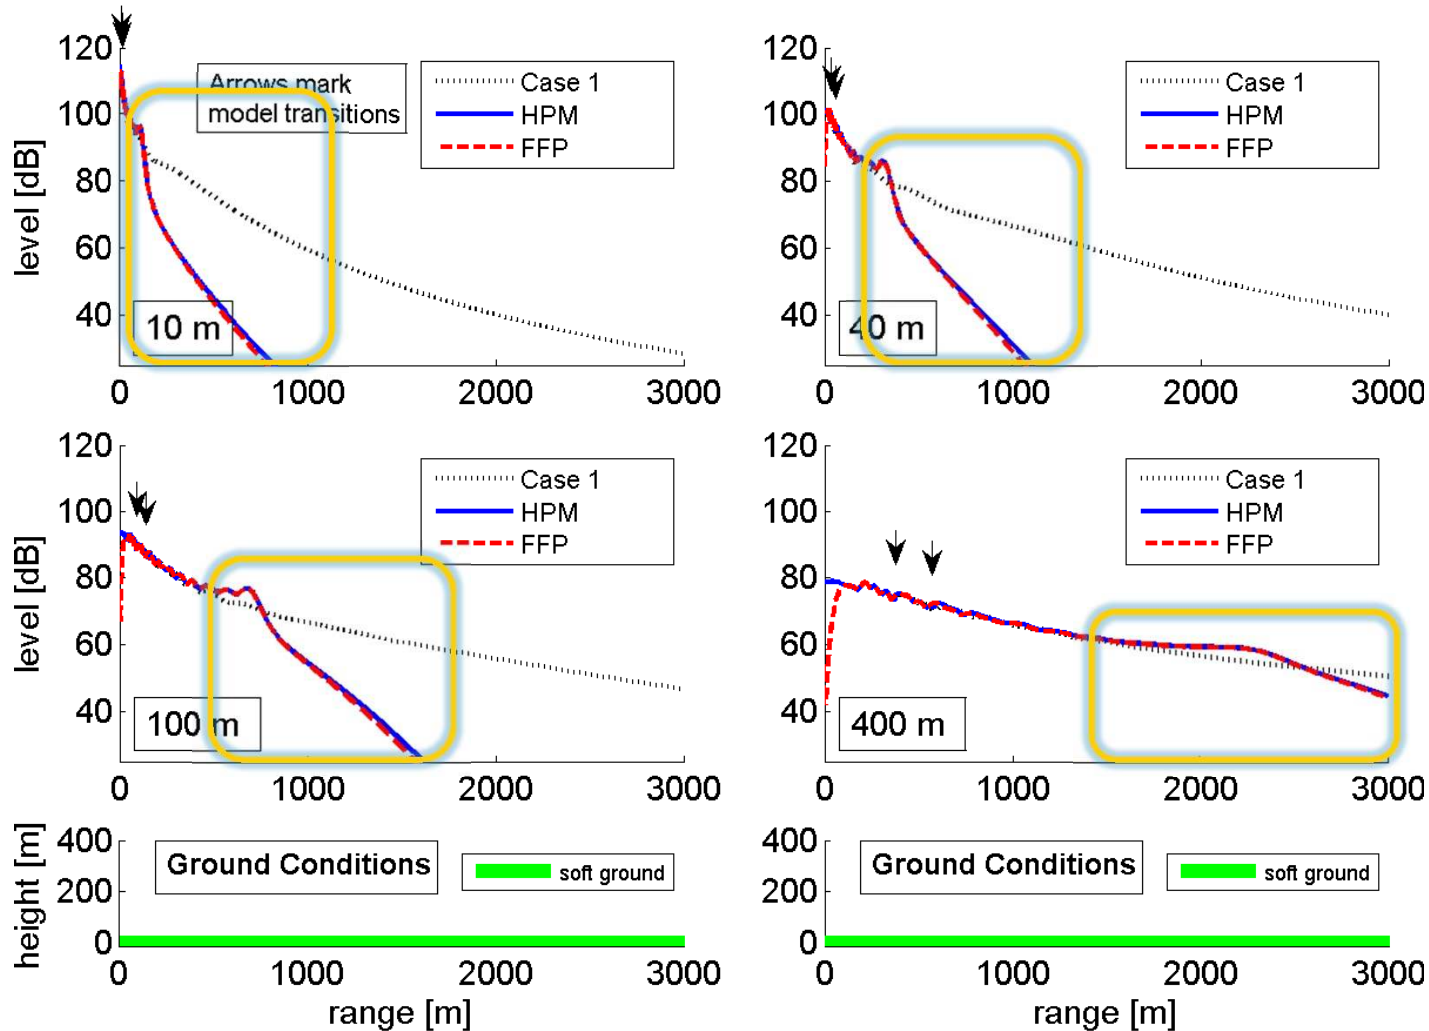 120
100
80
60
40
level [dB]
Arrows mark
model transitions
Case 1
HPM
FFP
10 m
0
1000
2000
3000
120
100
80
60
40
Case 1
HPM
FFP
40 m
0
1000
2000
3000
120
100
80
60
40
level [dB]
Case 1
HPM
FFP
100 m
0
1000
2000
3000
120
100
80
60
40
Case 1
HPM
FFP
400 m
0
1000
2000
3000
400
200
0
height [m]
Ground Conditions
soft ground
0
1000
2000
3000
range [m]
400
200
0
Ground Conditions
soft ground
0
1000
2000
3000
range [m]